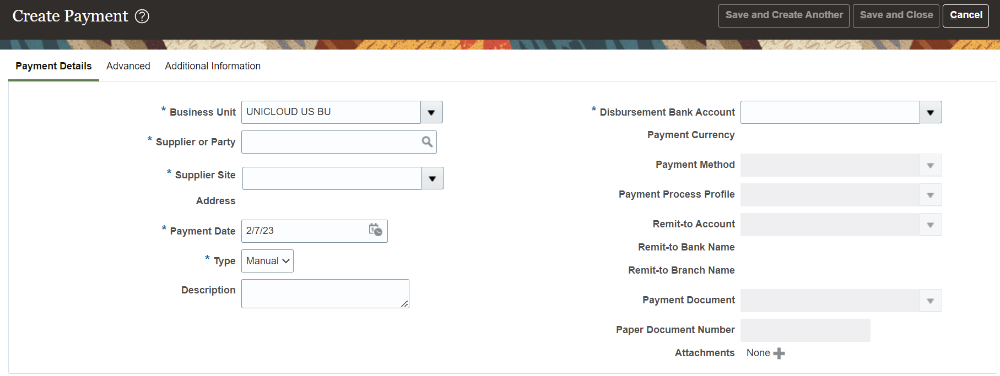 Create Payment ?
Save and Create Another
Save and Close
Cancel
Payment Details
Advanced
Additional Information
* Business Unit UNICLOUD US BU
* Supplier or Party
* Supplier Site
Address
* Payment Date 2/7/23
* Type Manual
Description
* Disbursement Bank Account
Payment Currency
Payment Method
Payment Process Profile
Remit-to Account
Remit-to Bank Name
Remit-to Branch Name
Payment Document
Paper Document Number
Attachments None